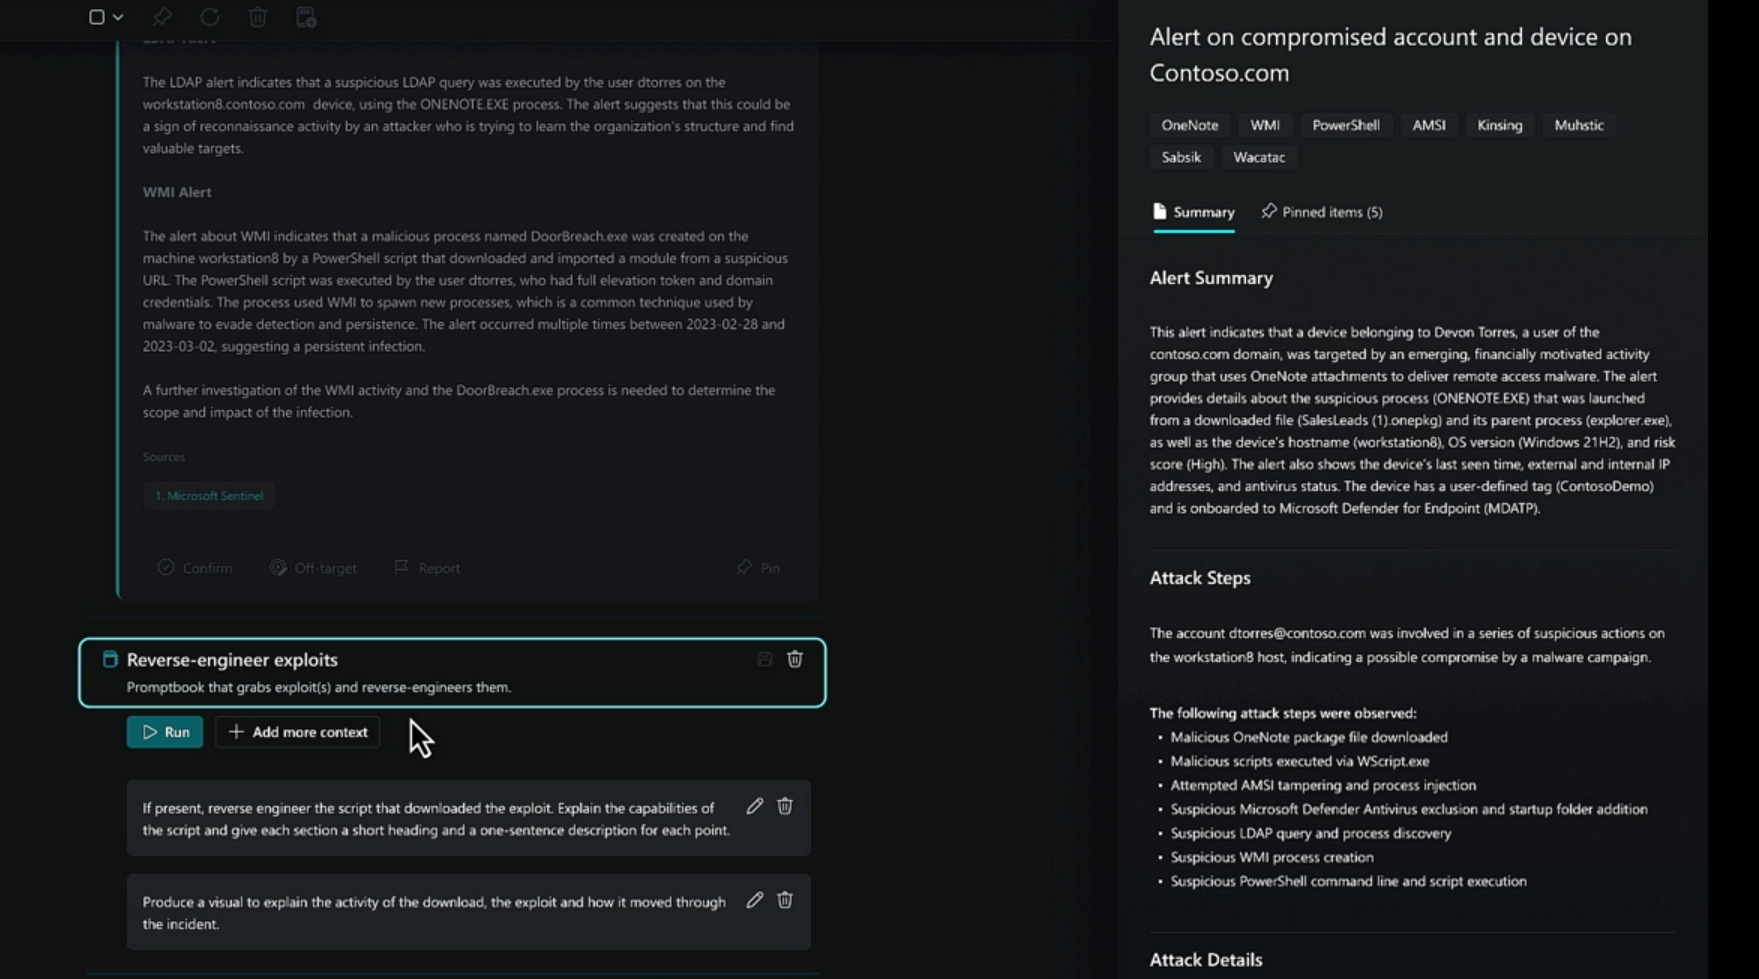 LDAP Alert
The LDAP alert indicates that a suspicious LDAP query was executed by the user dtorres on the
workstation8.contoso.com device, using the ONENOTE.EXE process. The alert suggests that this could be
a sign of reconnaissance activity by an attacker who is trying to learn the organization's structure and find
valuable targets.
WMI Alert
The alert about WMI indicates that a malicious process named DoorBreach.exe was created on the
machine workstation8 by a PowerShell script that downloaded and imported a module from a suspicious
URL. The PowerShell script was executed by the user dtorres, who had full elevation token and domain
credentials. The process used WMI to spawn new processes, which is a common technique used by
malware to evade detection and persistence. The alert occurred multiple times between 2023-02-28 and
2023-03-02, suggesting a persistent infection.
A further investigation of the WMI activity and the DoorBreach.exe process is needed to determine the
scope and impact of the infection.
Sources
1. Microsoft Sentinel
Confirm Off-target Report Pin
Reverse-engineer exploits
Promptbook that grabs exploit(s) and reverse-engineers them.
Run Add more context
If present, reverse engineer the script that downloaded the exploit. Explain the capabilities of
the script and give each section a short heading and a one-sentence description for each point.
Produce a visual to explain the activity of the download, the exploit and how it moved through
the incident.
Alert on compromised account and device on
Contoso.com
OneNote WMI PowerShell AMSI Kinsing Muhstic
Sabsik Wacatac
Summary Pinned items (5)
Alert Summary
This alert indicates that a device belonging to Devon Torres, a user of the
contoso.com domain, was targeted by an emerging, financially motivated activity
group that uses OneNote attachments to deliver remote access malware. The alert
provides details about the suspicious process (ONENOTE.EXE) that was launched
from a downloaded file (SalesLeads (1).onepkg) and its parent process (explorer.exe),
as well as the device's hostname (workstation8), OS version (Windows 21H2), and risk
score (High). The alert also shows the device's last seen time, external and internal IP
addresses, and antivirus status. The device has a user-defined tag (ContosoDemo)
and is onboarded to Microsoft Defender for Endpoint (MDATP).
Attack Steps
The account dtorres@contoso.com was involved in a series of suspicious actions on
the workstation8 host, indicating a possible compromise by a malware campaign.
The following attack steps were observed:
• Malicious OneNote package file downloaded
• Malicious scripts executed via WScript.exe
• Attempted AMSI tampering and process injection
• Suspicious Microsoft Defender Antivirus exclusion and startup folder addition
• Suspicious LDAP query and process discovery
• Suspicious WMI process creation
• Suspicious PowerShell command line and script execution
Attack Details